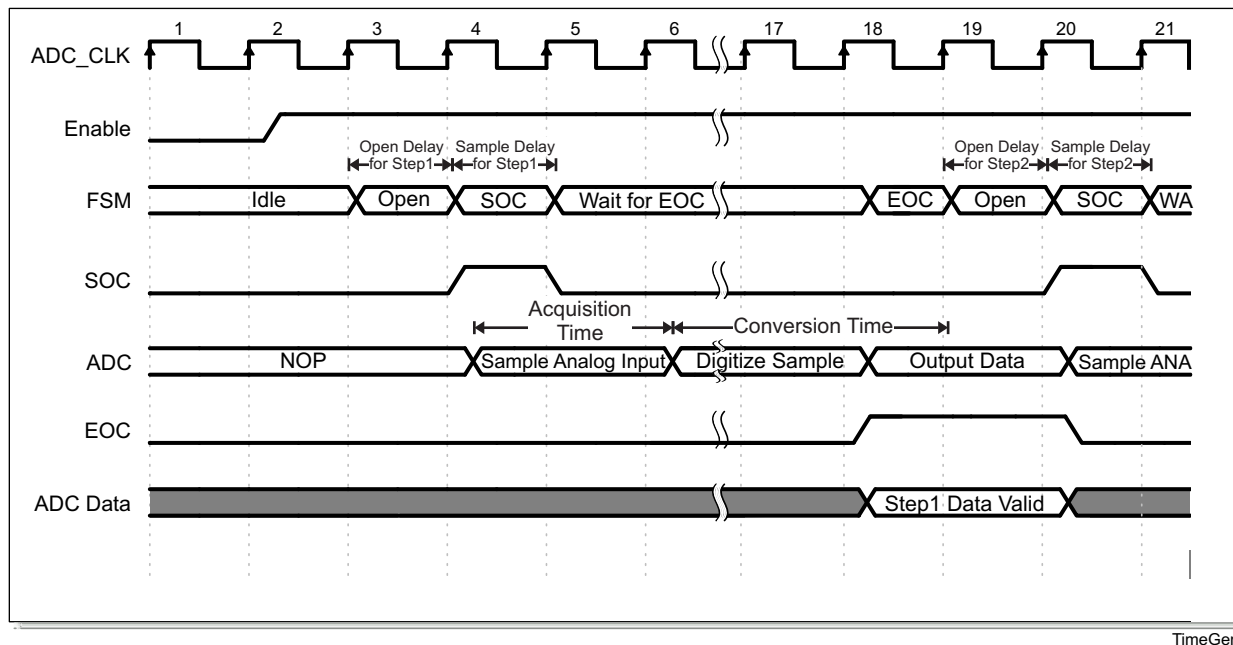 1 2 3 4 5 6 17 18 19 20 21
ADC_CLK
Enable
Open Delay for Step1
Sample Delay for Step1
Open Delay for Step2
Sample Delay for Step2
FSM Idle Open SOC Wait for EOC EOC Open SOC WA
SOC
Acquisition Time
Conversion Time
ADC NOP Sample Analog Input Digitize Sample Output Data Sample ANA
EOC
ADC Data Step1 Data Valid
TimeGen